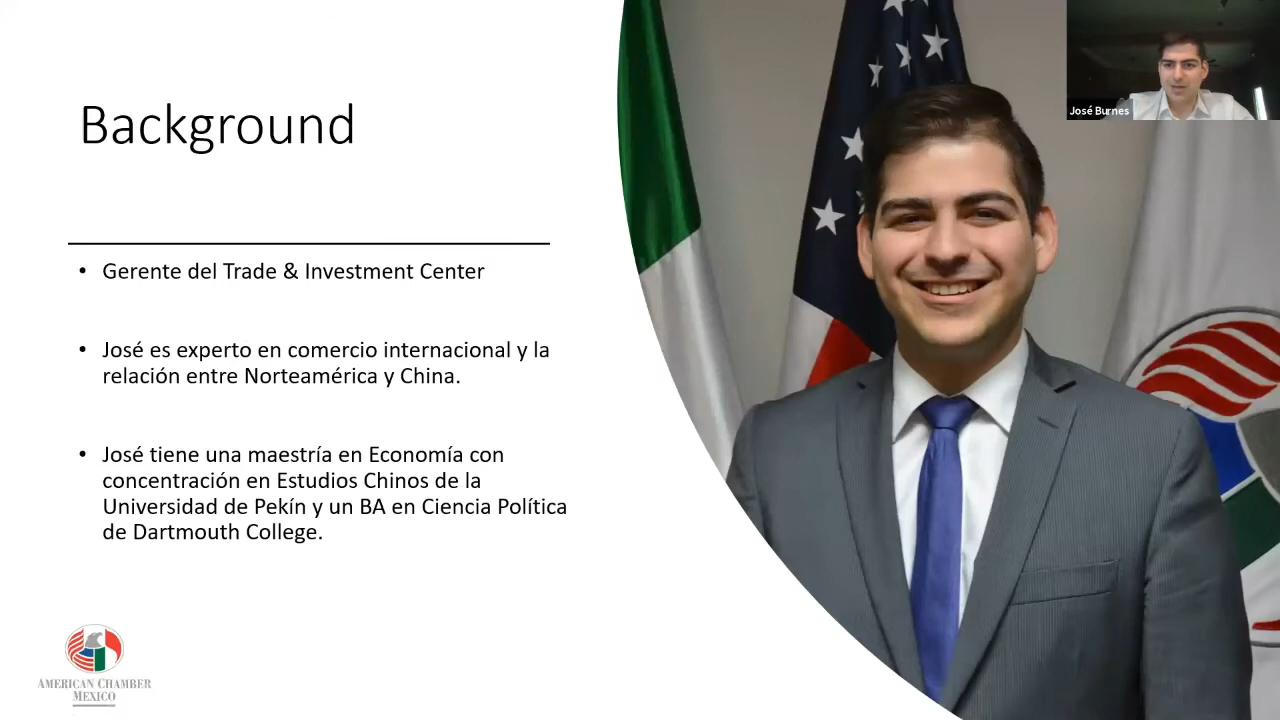 José Burnes
Background
• Gerente del Trade & Investment Center
• José es experto en comercio internacional y la
relación entre Norteamérica y China.
• José tiene una maestría en Economía con
concentración en Estudios Chinos de la
Universidad de Pekín y un BA en Ciencia Política
de Dartmouth College.
AMERICAN CHAMBER
MEXICO